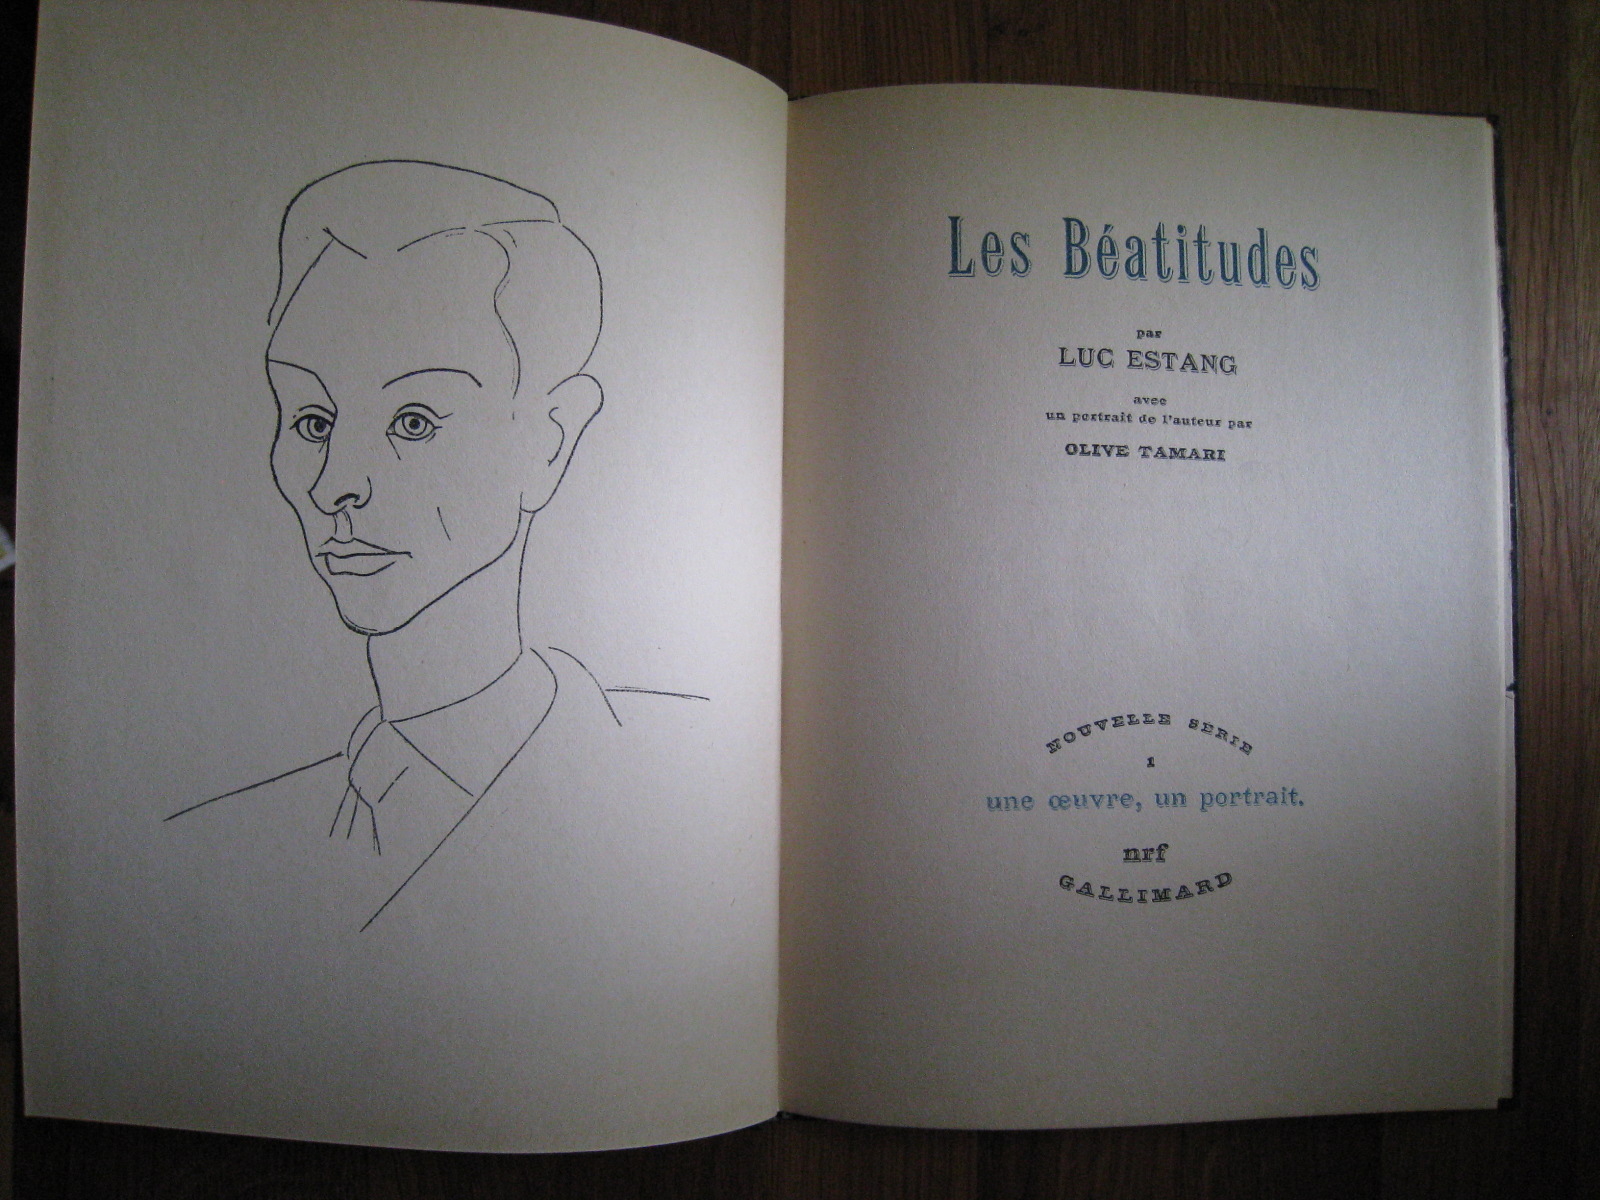 Les Béatitudes
par
LUC ESTANG
avec
un portrait de l'auteur par
OLIVE TAMARI
NOUVELLE SERIE
1
une œuvre, un portrait.
nrf
GALLIMARD